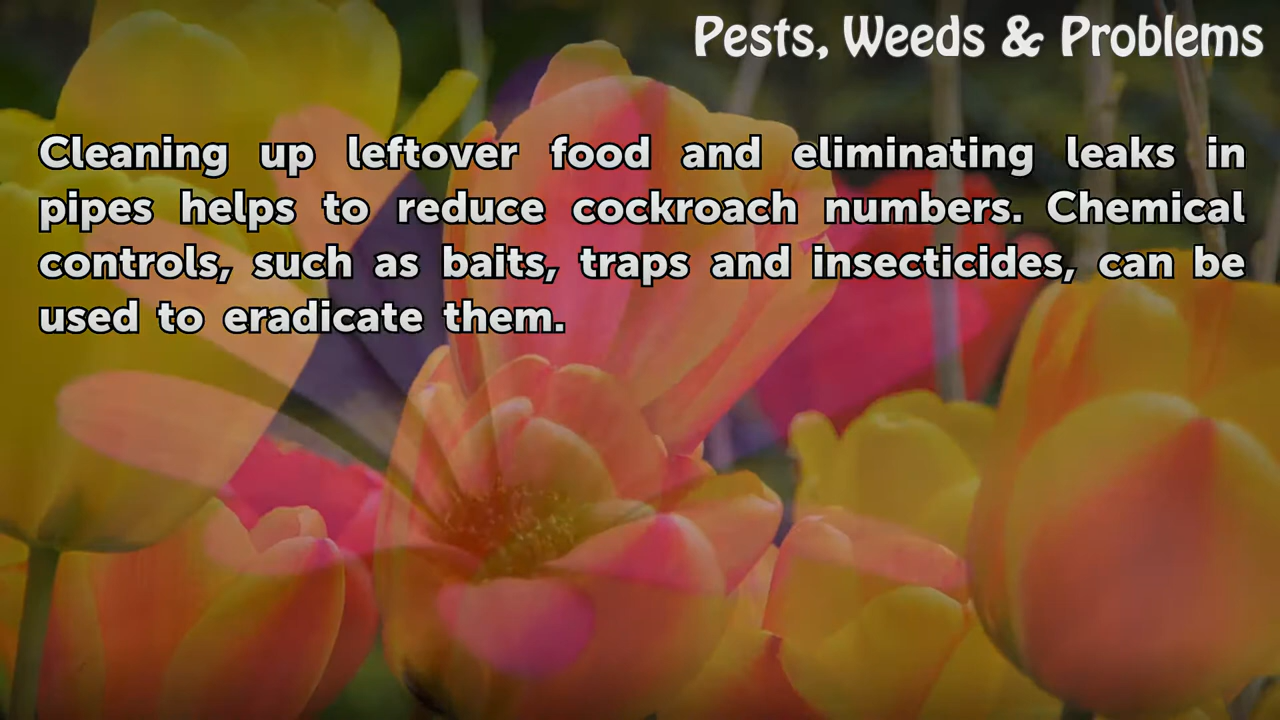 Pests, Weeds & Problems
Cleaning up leftover food and eliminating leaks in
pipes helps to reduce cockroach numbers. Chemical
controls, such as baits, traps and insecticides, can be
used to eradicate them.